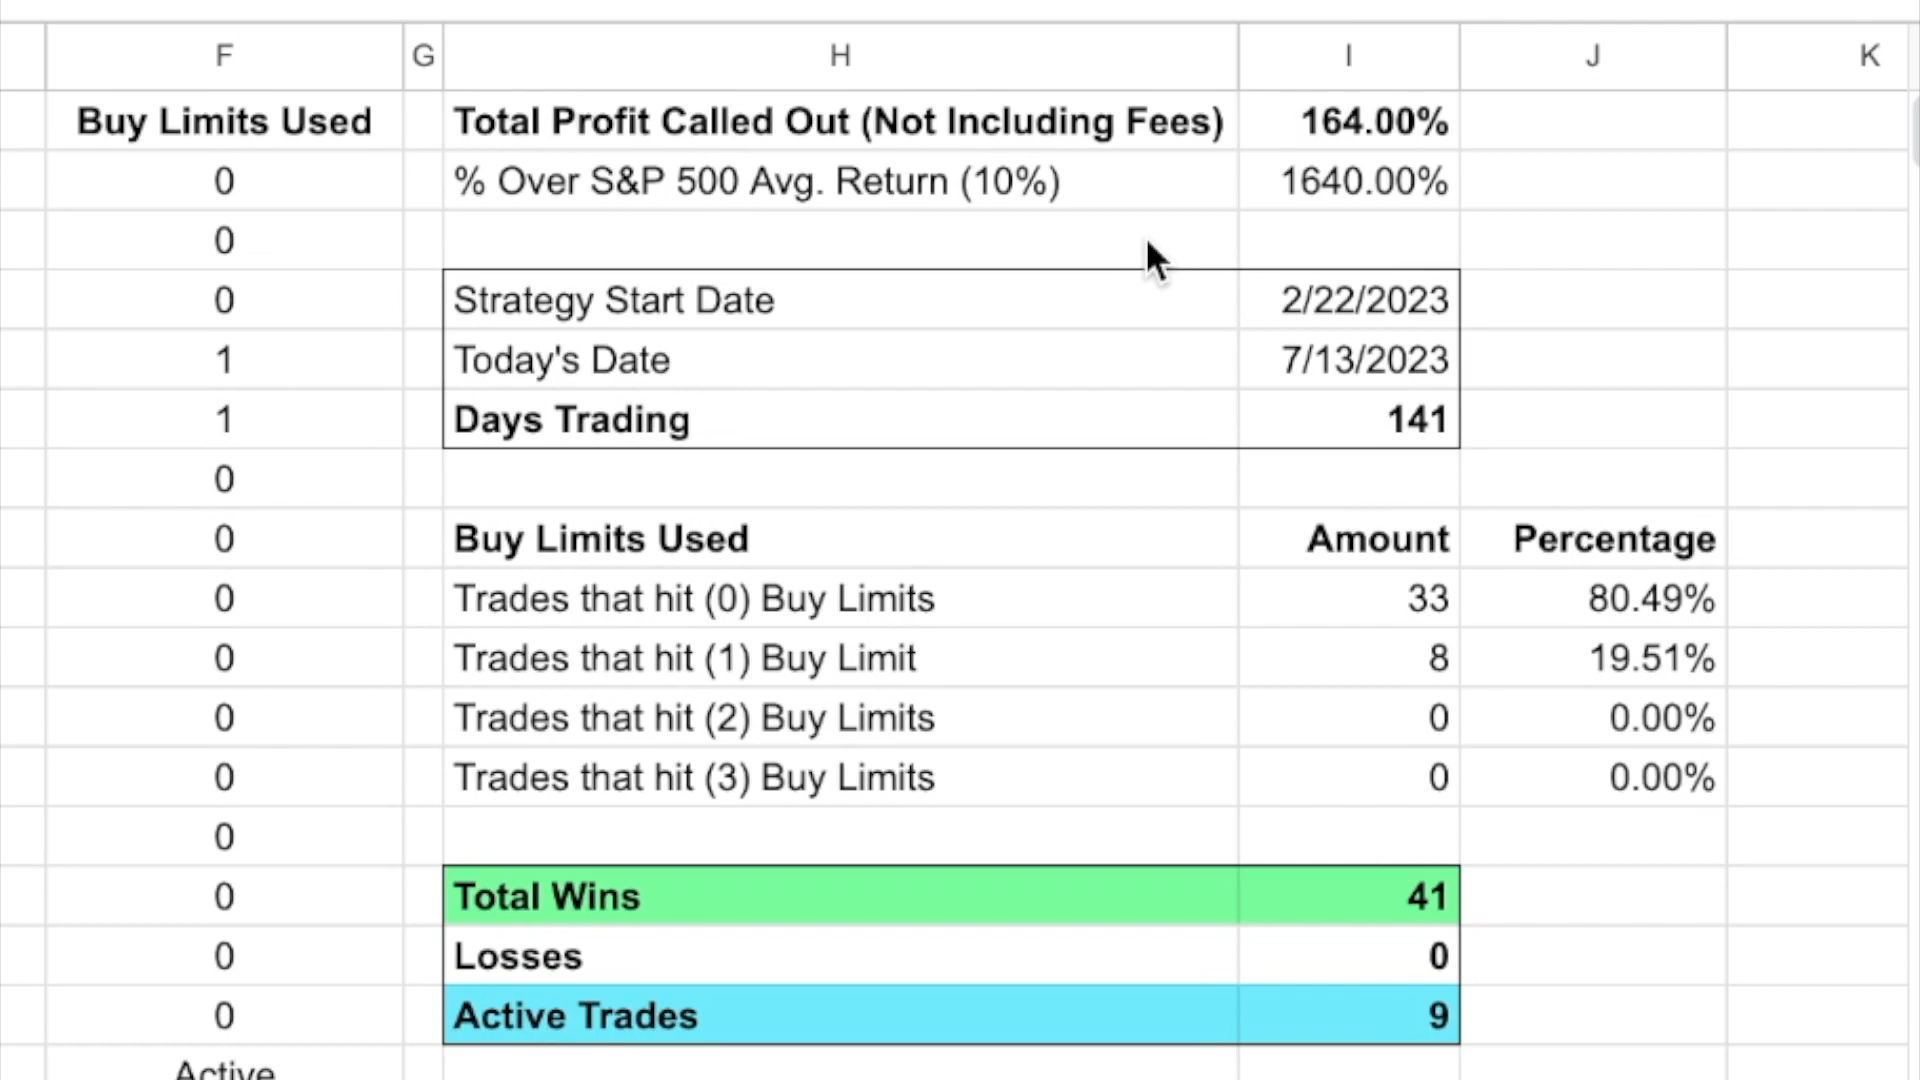 F G H I J K
Buy Limits Used Total Profit Called Out (Not Including Fees) 164.00%
0 % Over S&P 500 Avg. Return (10%) 1640.00%
0
0 Strategy Start Date 2/22/2023
1 Today's Date 7/13/2023
1 Days Trading 141
0
0 Buy Limits Used Amount Percentage
0 Trades that hit (0) Buy Limits 33 80.49%
0 Trades that hit (1) Buy Limit 8 19.51%
0 Trades that hit (2) Buy Limits 0 0.00%
0 Trades that hit (3) Buy Limits 0 0.00%
0
0 Total Wins 41
0 Losses 0
0 Active Trades 9
Active